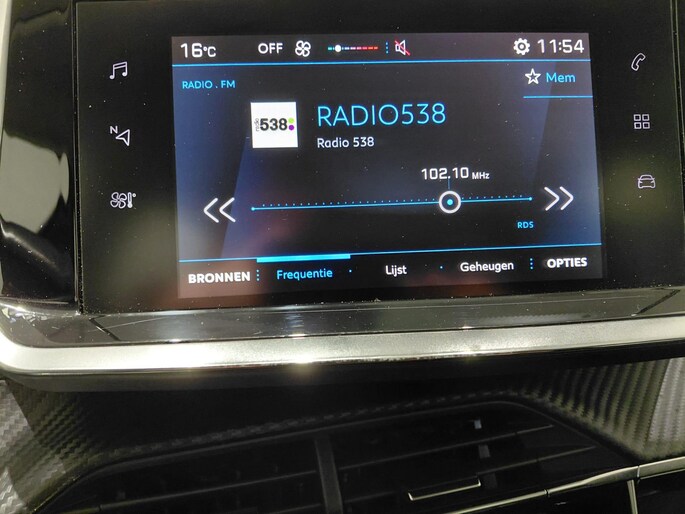 16°C OFF 11:54
RADIO . FM
Mem
538
RADIO538
Radio 538
N
102.10 MHz
RDS
BRONNEN Frequentie Lijst Geheugen OPTIES